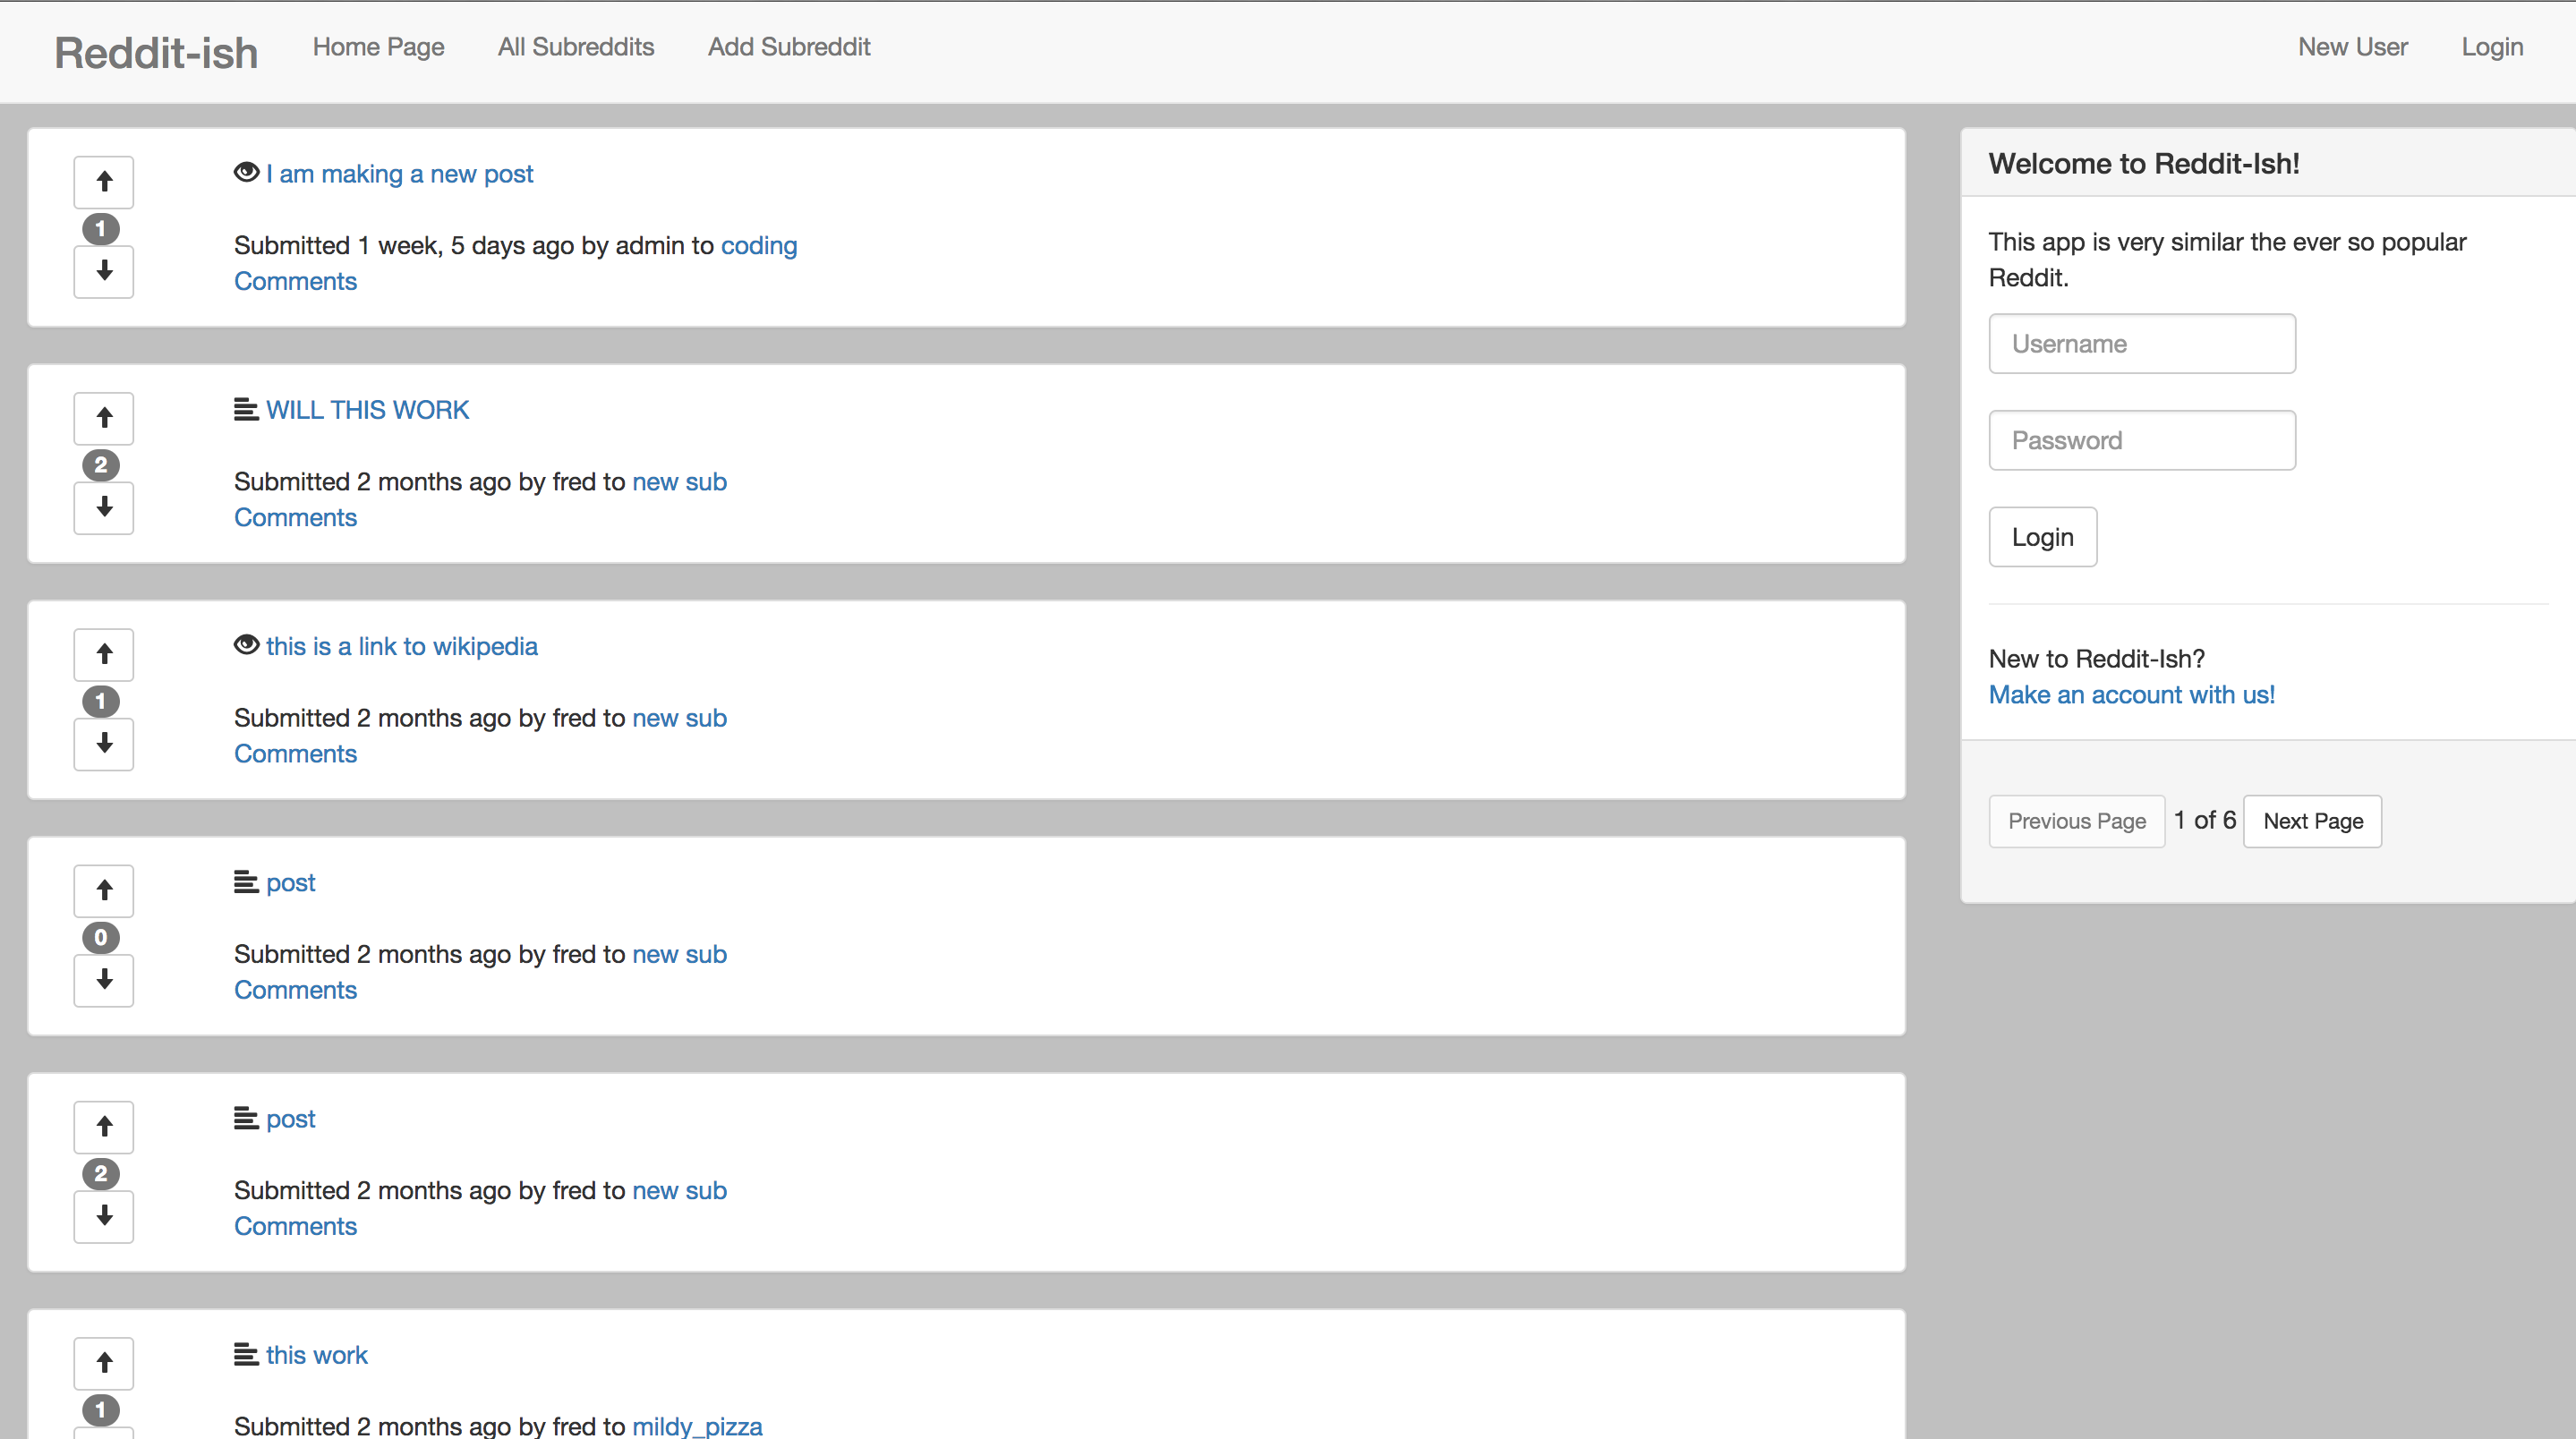 Reddit-ish Home Page All Subreddits Add Subreddit New User Login
I am making a new post
1
Submitted 1 week, 5 days ago by admin to coding
Comments
WILL THIS WORK
2
Submitted 2 months ago by fred to new sub
Comments
this is a link to wikipedia
1
Submitted 2 months ago by fred to new sub
Comments
post
0
Submitted 2 months ago by fred to new sub
Comments
post
2
Submitted 2 months ago by fred to new sub
Comments
this work
1
Submitted 2 months ago by fred to mildy_pizza
Welcome to Reddit-Ish!
This app is very similar the ever so popular
Reddit.
Username
Password
Login
New to Reddit-Ish?
Make an account with us!
Previous Page 1 of 6 Next Page